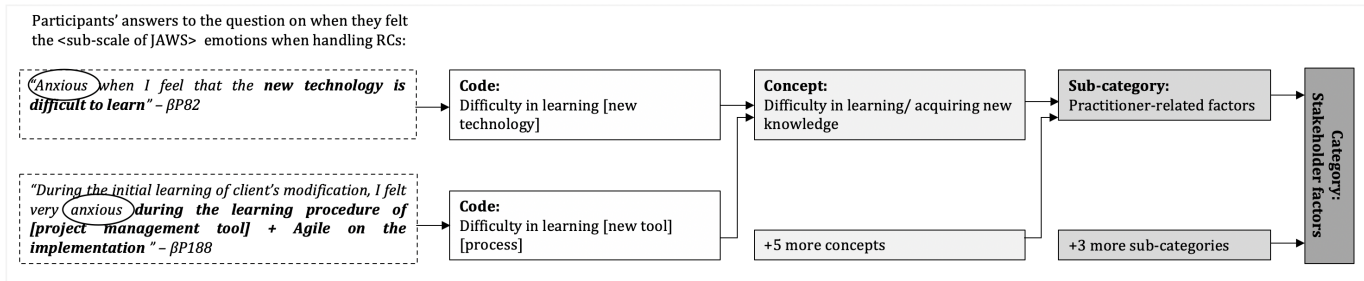 Participants’ answers to the question on when they felt
the <sub-scale of JAWS> emotions when handling RCs:
“Anxious when I feel that the new technology is
difficult to learn” – βP82
Code:
Difficulty in learning [new
technology]
Concept:
Difficulty in learning/ acquiring new
knowledge
Sub-category:
Practitioner-related factors
“During the initial learning of client’s modification, I felt
very anxious during the learning procedure of
[project management tool] + Agile on the
implementation ” – βP188
Code:
Difficulty in learning [new tool]
[process]
+5 more concepts
+3 more sub-categories
Category:
Stakeholder factors